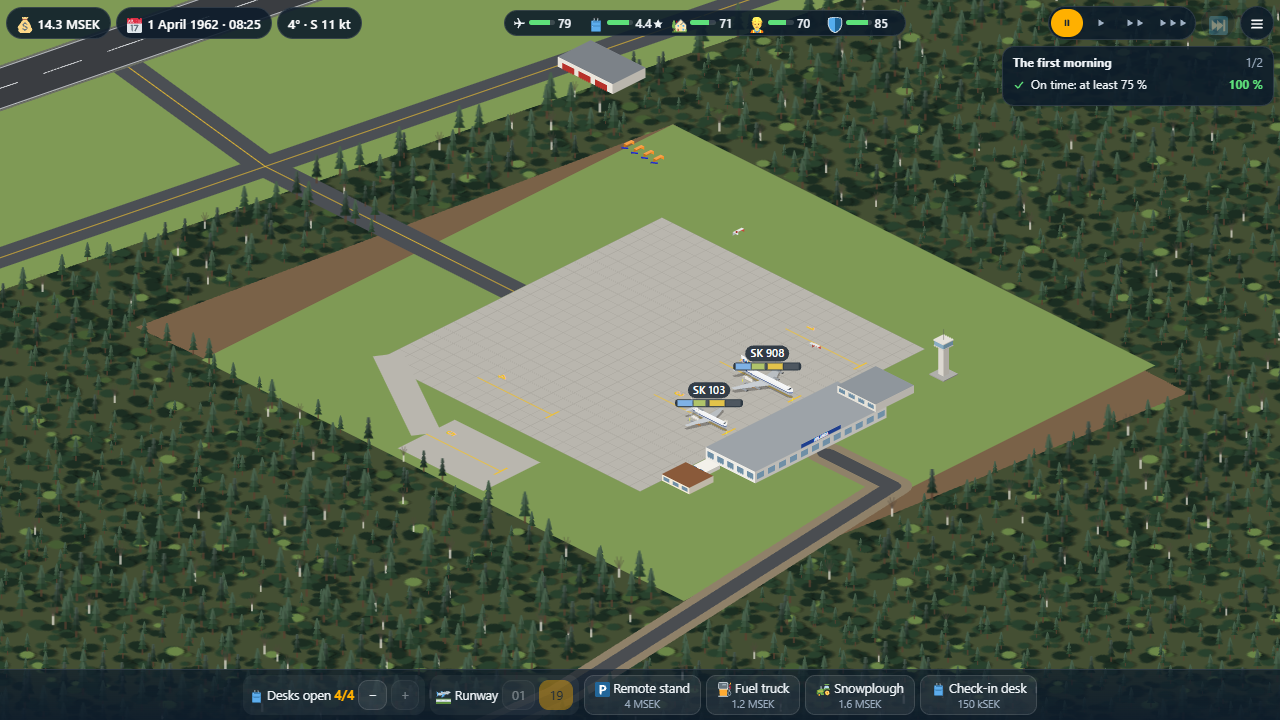 14.3 MSEK
1 April 1962 · 08:25
4° · S 11 kt
79
4.4★
71
70
85
The first morning 1/2
On time: at least 75 % 100 %
SK 908
SK 103
Desks open 4/4 − +
Runway 01 19
P Remote stand
4 MSEK
Fuel truck
1.2 MSEK
Snowplough
1.6 MSEK
Check-in desk
150 kSEK